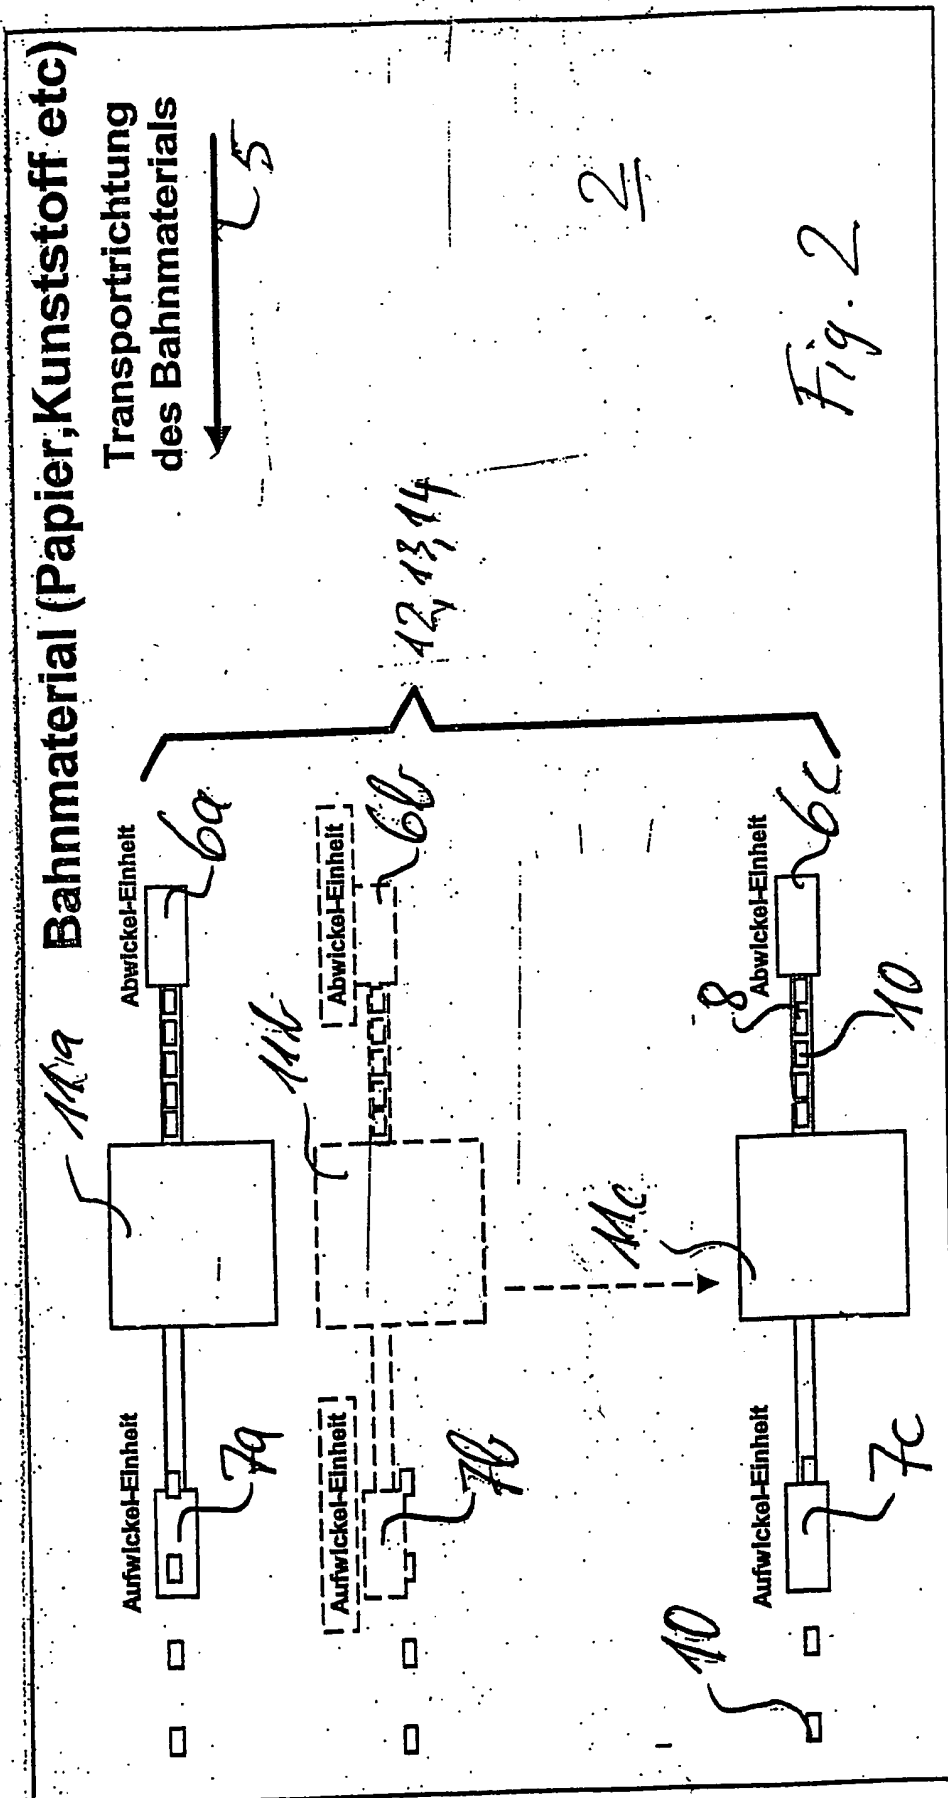 Bahnmaterial (Papier,Kunststoff etc)
Transportrichtung
des Bahnmaterials
5
2
Fig. 2
12, 13, 14
11a
Aufwickel-Einheit
Abwickel-Einheit
7a
6a
11b
Aufwickel-Einheit
Abwickel-Einheit
7b
6b
11c
8
10
Aufwickel-Einheit
Abwickel-Einheit
7c
6c
10